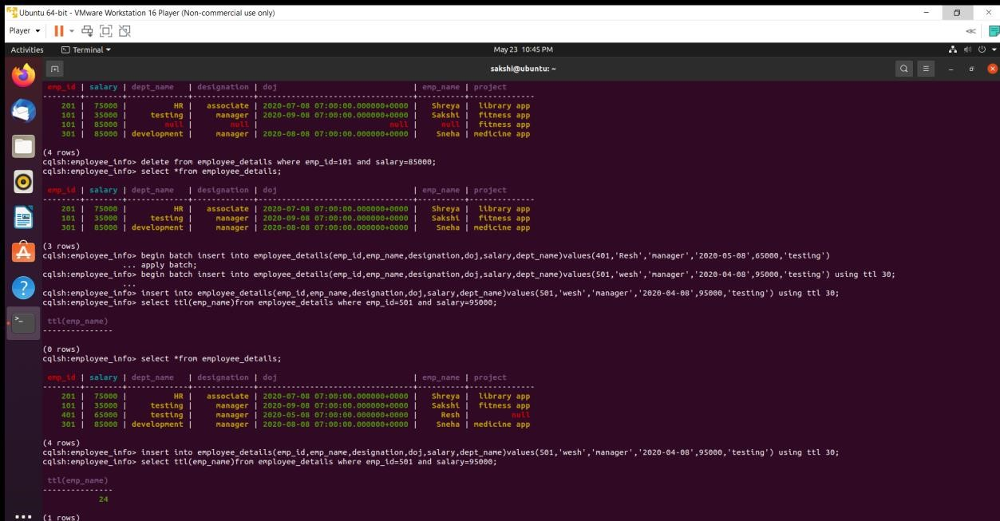 Ubuntu 64-bit - VMware Workstation 16 Player (Non-commercial use only)
Player
Activities Terminal May 23 10:45 PM
sakshi@ubuntu: ~
emp_id | salary | dept_name | designation | doj | emp_name | project
--------+--------+-------------+-------------+---------------------------------+----------+--------------
201 | 75000 | HR | associate | 2020-07-08 07:00:00.000000+0000 | Shreya | library app
101 | 35000 | testing | manager | 2020-09-08 07:00:00.000000+0000 | Sakshi | fitness app
101 | 85000 | null | null | null | null | fitness app
301 | 85000 | development | manager | 2020-08-08 07:00:00.000000+0000 | Sneha | medicine app
(4 rows)
cqlsh:employee_info> delete from employee_details where emp_id=101 and salary=85000;
cqlsh:employee_info> select *from employee_details;
emp_id | salary | dept_name | designation | doj | emp_name | project
--------+--------+-------------+-------------+---------------------------------+----------+--------------
201 | 75000 | HR | associate | 2020-07-08 07:00:00.000000+0000 | Shreya | library app
101 | 35000 | testing | manager | 2020-09-08 07:00:00.000000+0000 | Sakshi | fitness app
301 | 85000 | development | manager | 2020-08-08 07:00:00.000000+0000 | Sneha | medicine app
(3 rows)
cqlsh:employee_info> begin batch insert into employee_details(emp_id,emp_name,designation,doj,salary,dept_name)values(401,'Resh','manager','2020-05-08',65000,'testing')
... apply batch;
cqlsh:employee_info> begin batch insert into employee_details(emp_id,emp_name,designation,doj,salary,dept_name)values(501,'wesh','manager','2020-04-08',95000,'testing') using ttl 30;
...
cqlsh:employee_info> insert into employee_details(emp_id,emp_name,designation,doj,salary,dept_name)values(501,'wesh','manager','2020-04-08',95000,'testing') using ttl 30;
cqlsh:employee_info> select ttl(emp_name)from employee_details where emp_id=501 and salary=95000;
ttl(emp_name)
---------------
(0 rows)
cqlsh:employee_info> select *from employee_details;
emp_id | salary | dept_name | designation | doj | emp_name | project
--------+--------+-------------+-------------+---------------------------------+----------+--------------
201 | 75000 | HR | associate | 2020-07-08 07:00:00.000000+0000 | Shreya | library app
101 | 35000 | testing | manager | 2020-09-08 07:00:00.000000+0000 | Sakshi | fitness app
401 | 65000 | testing | manager | 2020-05-08 07:00:00.000000+0000 | Resh | null
301 | 85000 | development | manager | 2020-08-08 07:00:00.000000+0000 | Sneha | medicine app
(4 rows)
cqlsh:employee_info> insert into employee_details(emp_id,emp_name,designation,doj,salary,dept_name)values(501,'wesh','manager','2020-04-08',95000,'testing') using ttl 30;
cqlsh:employee_info> select ttl(emp_name)from employee_details where emp_id=501 and salary=95000;
ttl(emp_name)
---------------
24
(1 rows)